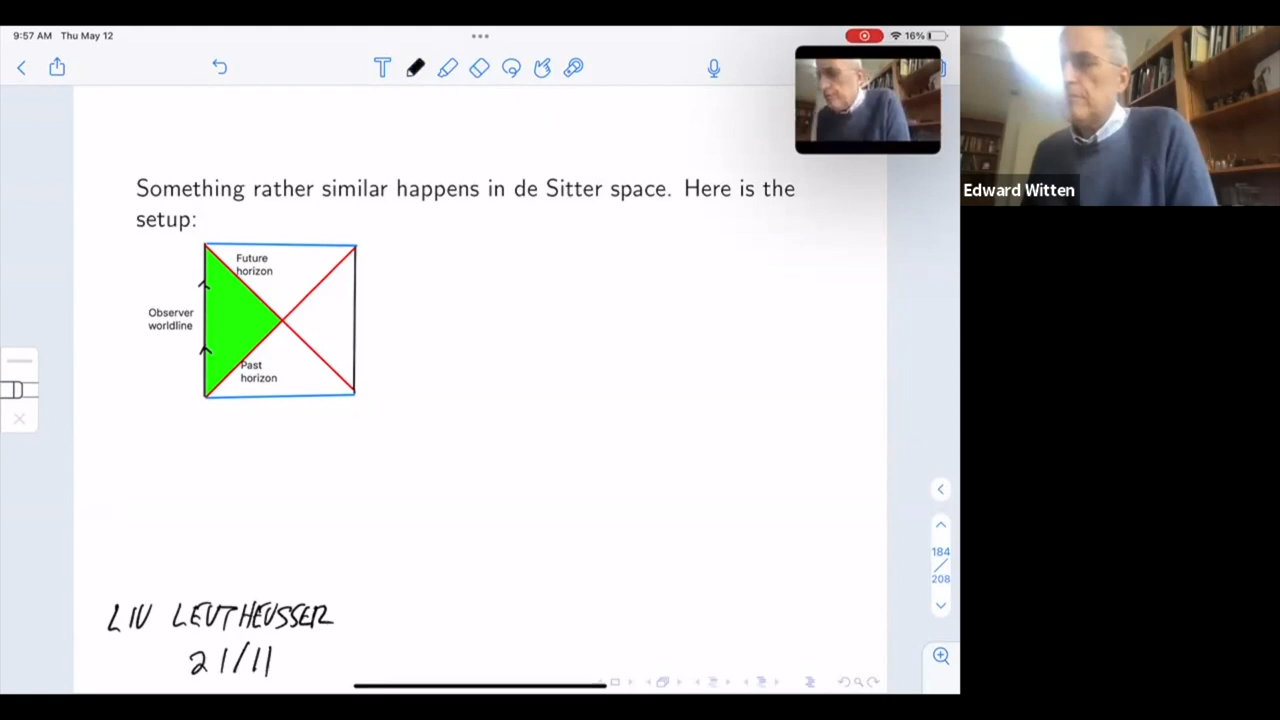 9:57 AM Thu May 12
16%
Something rather similar happens in de Sitter space. Here is the
setup:
Future
horizon
Observer
worldline
Past
horizon
LIU LEUTHEUSSER
21/11
184
208
Edward Witten